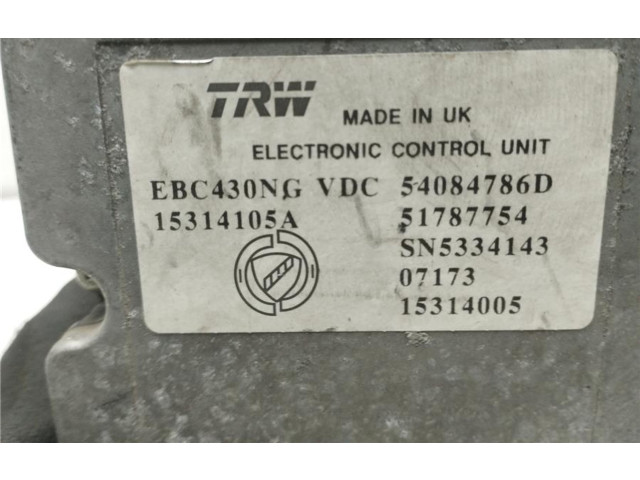 TRW MADE IN UK
ELECTRONIC CONTROL UNIT
EBC430NG VDC 54084786D
15314105A 51787754
SN5334143
07173
15314005